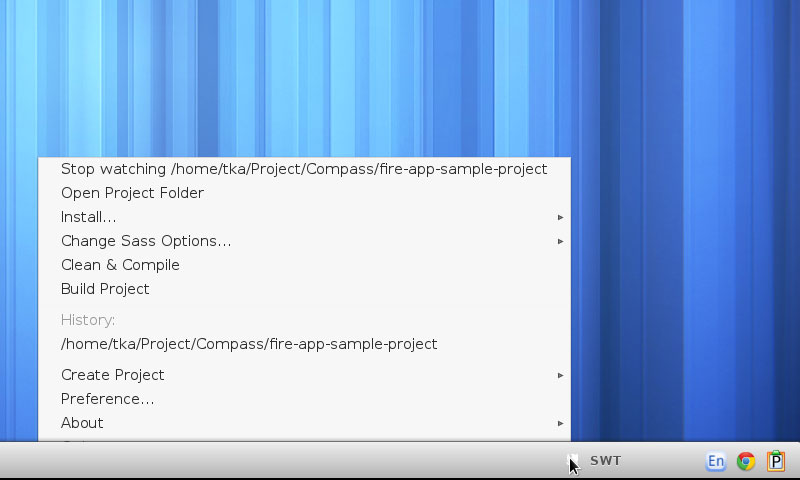 Stop watching /home/tka/Project/Compass/fire-app-sample-project
Open Project Folder
Install...
Change Sass Options...
Clean & Compile
Build Project
History:
/home/tka/Project/Compass/fire-app-sample-project
Create Project
Preference...
About
SWT
En
P